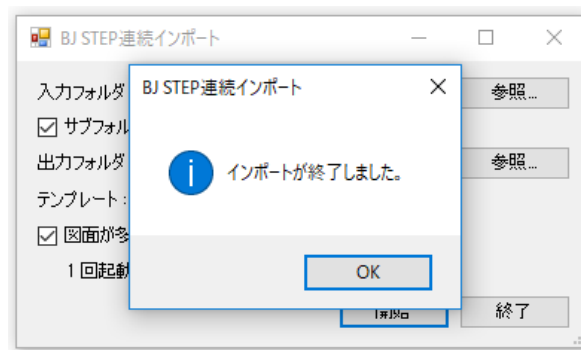 BJ STEP連続インポート
入力フォルダ
参照...
サブフォル
出力フォルダ
参照...
テンプレート:
図面が多
1 回起動
BJ STEP連続インポート
インポートが終了しました。
OK
開始
終了